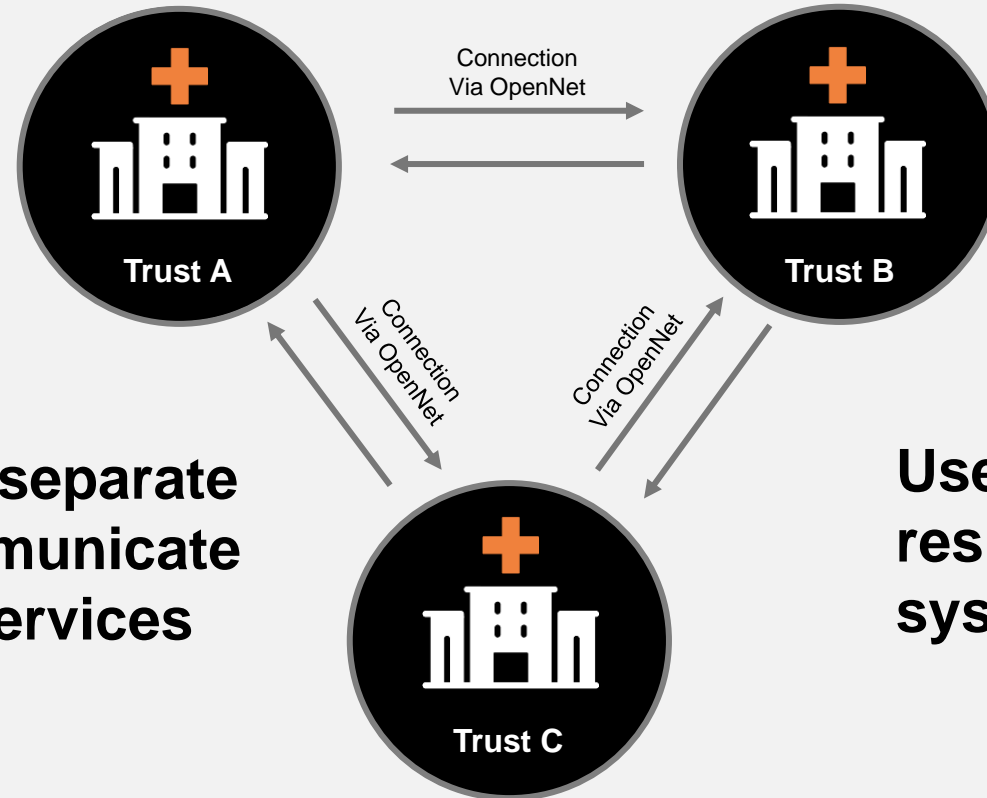 Connection
Via OpenNet
Trust A
Trust B
Connection
Via OpenNet
Connection
Via OpenNet
separate
municate
ervices
Use
res
sys
Trust C